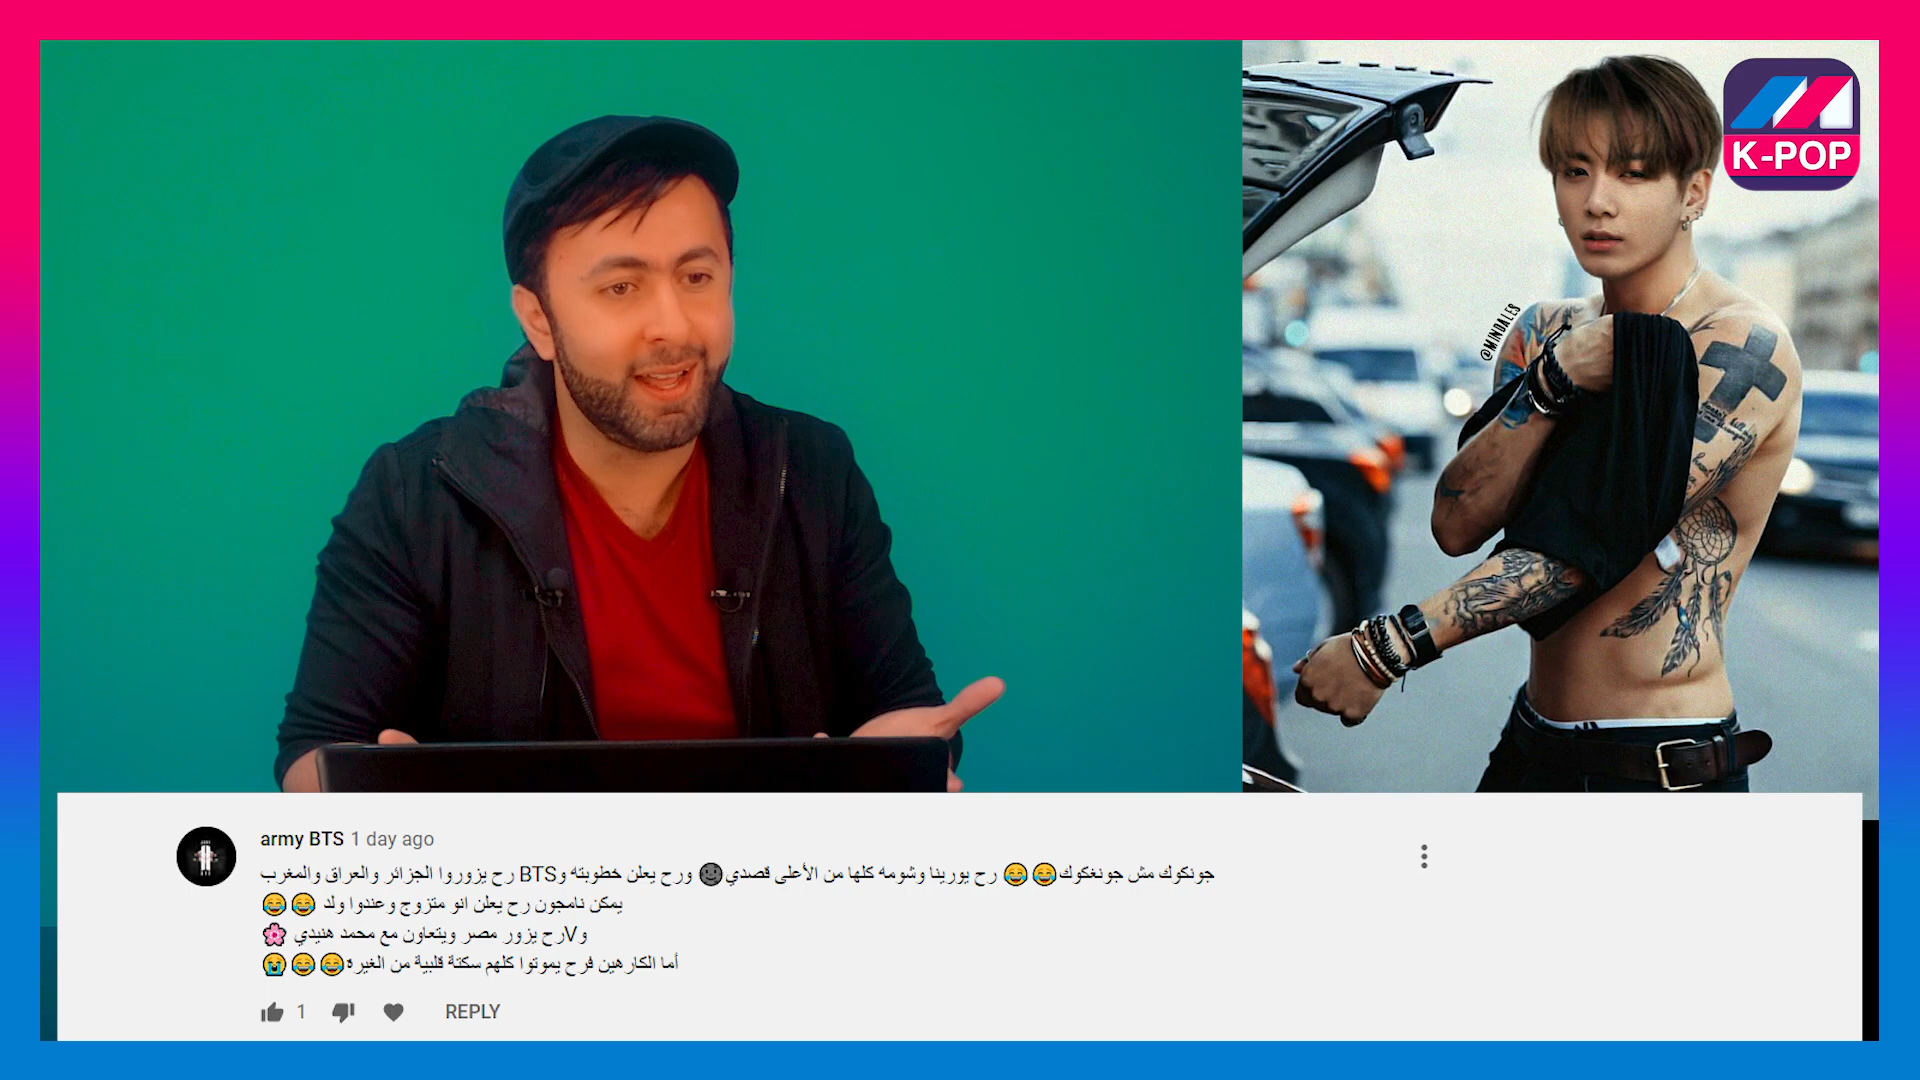 K-POP
@MINDALES
army BTS 1 day ago
جونكوك مش جونغكوك😂😂 رح يورينا وشومه كلها من الأعلى قصدي🌚 ورح يعلن خطوبته وBTS رح يزوروا الجزائر والعراق والمغرب
يمكن نامجون رح يعلن انو متزوج وعندوا ولد 😂😂
وVرح يزور مصر ويتعاون مع محمد هنيدي 🌸
أما الكارهين فرح يموتوا كلهم سكتة قلبية من الغيره😂😂😭
1 REPLY